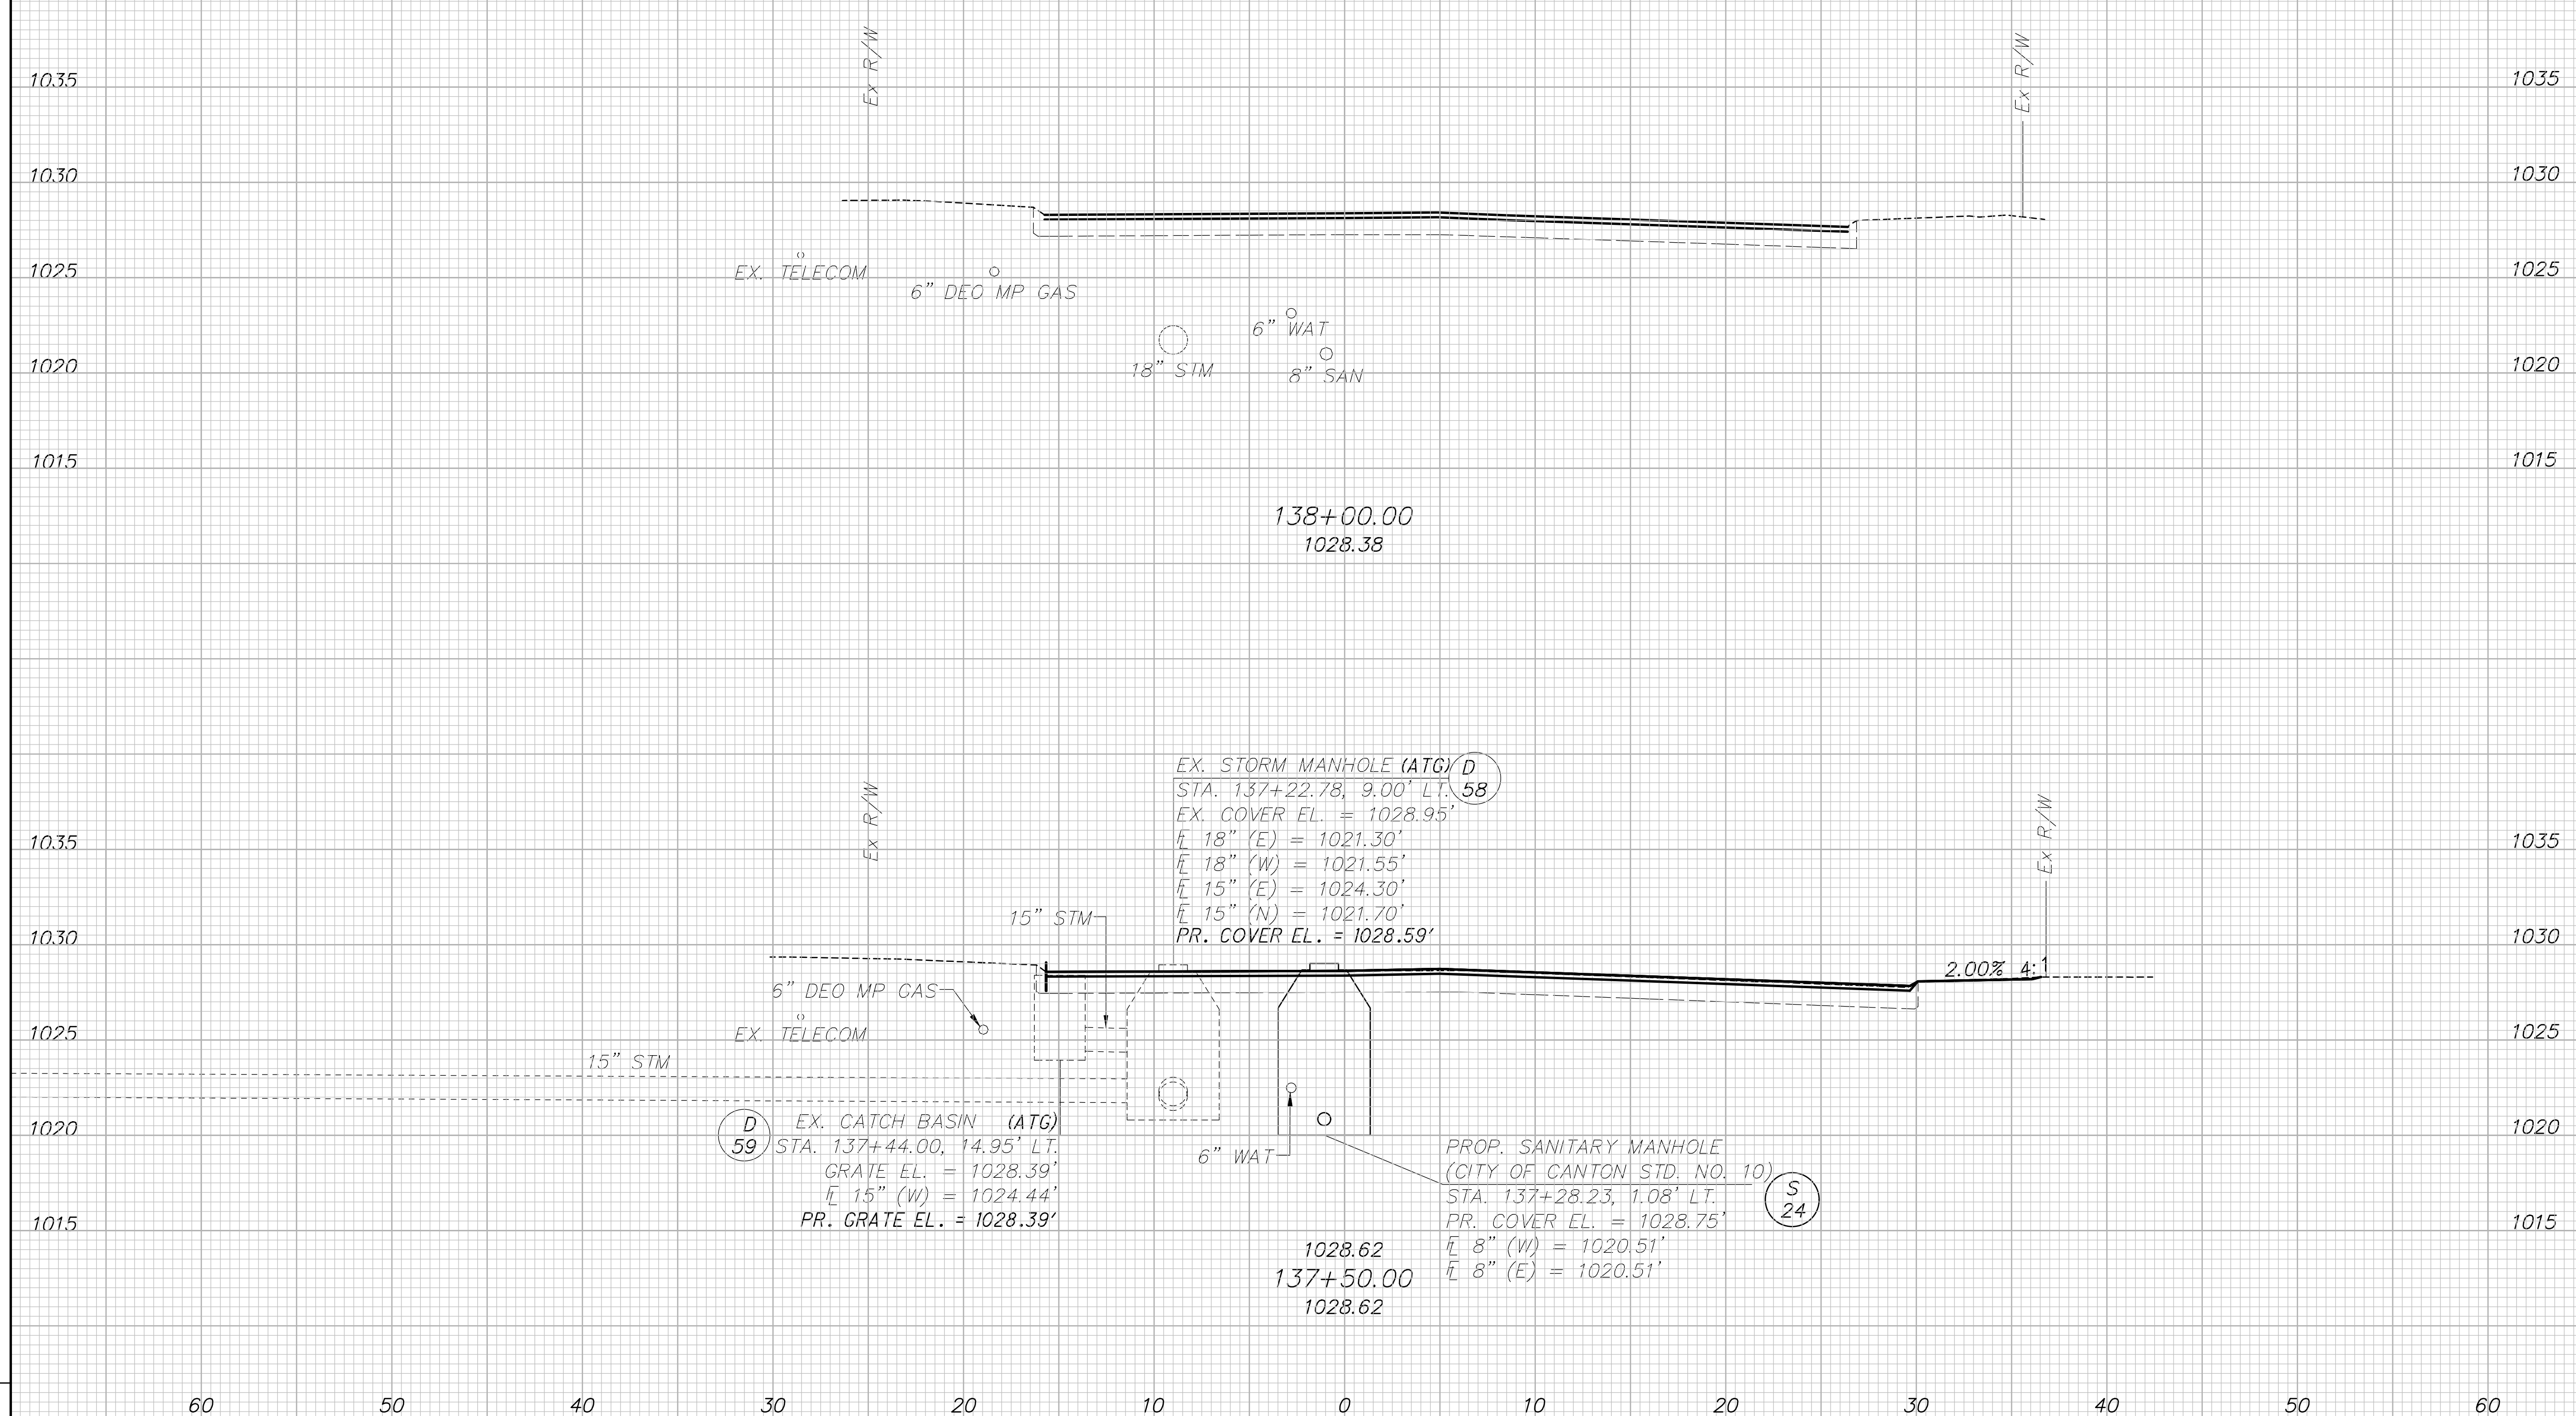 Ex R/W
Ex R/W
1035
1035
1030
1030
EX. TELECOM
6" DEO MP GAS
1025
1025
6" WAT
18" STM
8" SAN
1020
1020
1015
1015
138+00.00
1028.38
EX. STORM MANHOLE (ATG)
STA. 137+22.78, 9.00' LT.
EX. COVER EL. = 1028.95'
℄ 18" (E) = 1021.30'
℄ 18" (W) = 1021.55'
℄ 15" (E) = 1024.30'
℄ 15" (N) = 1021.70'
PR. COVER EL. = 1028.59'
D
58
Ex R/W
Ex R/W
1035
1035
15" STM
1030
1030
2.00% 4:1
6" DEO MP GAS
EX. TELECOM
1025
1025
15" STM
1020
1020
D
59
EX. CATCH BASIN (ATG)
STA. 137+44.00, 14.95' LT.
GRATE EL. = 1028.39'
℄ 15" (W) = 1024.44'
PR. GRATE EL. = 1028.39'
6" WAT
PROP. SANITARY MANHOLE
(CITY OF CANTON STD. NO. 10)
STA. 137+28.23, 1.08' LT.
PR. COVER EL. = 1028.75'
℄ 8" (W) = 1020.51'
℄ 8" (E) = 1020.51'
S
24
1015
1015
1028.62
137+50.00
1028.62
60 50 40 30 20 10 0 10 20 30 40 50 60